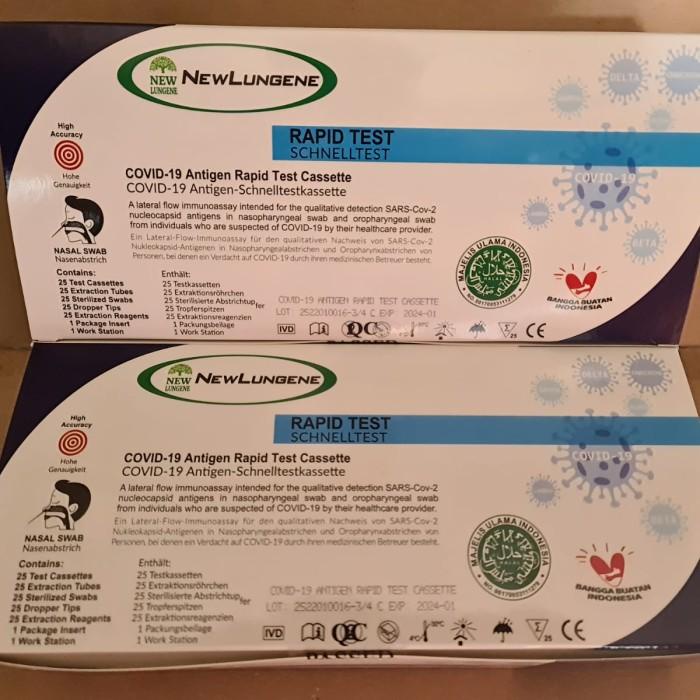 NEW
LUNGENE
NEWLUNGENE
DELTA
High
Accuracy
Hohe
Genauigkeit
RAPID TEST
SCHNELLTEST
COVID-19
BETA
COVID-19 Antigen Rapid Test Cassette
COVID-19 Antigen-Schnelltestkassette
A lateral flow immunoassay intended for the qualitative detection SARS-Cov-2
nucleocapsid antigens in nasopharyngeal swab and oropharyngeal swab
from individuals who are suspected of COVID-19 by their healthcare provider.
Ein Lateral-Flow-Immunoassay für den qualitativen Nachweis von SARS-Cov-2
Nukleokapsid-Antigenen in Nasopharyngealabstrichen und Oropharynxabstrichen von
Personen, bei denen ein Verdacht auf COVID-19 durch ihren medizinischen Betreuer besteht.
NASAL SWAB
Nasenabstrich
Contains:
25 Test Cassettes
25 Extraction Tubes
25 Sterilized Swabs
25 Dropper Tips
25 Extraction Reagents
1 Package Insert
1 Work Station
Enthält:
25 Testkassetten
25 Extraktionsröhrchen
25 Sterilisierte Abstrichtupfer
25 Tropferspitzen
25 Extraktionsreagenzien
1 Packungsbeilage
1 Work Station
COVID-19 ANTIGEN RAPID TEST CASSETTE
LOT: 2522010016-3/4 C EXP 2024-01
IVD
QC
25
CE
MAJELIS ULAMA INDONESIA
حلال
HALAL
BANGGA BUATAN
INDONESIA
NEW
LUNGENE
NEWLUNGENE
DELTA
High
Accuracy
Hohe
Genauigkeit
RAPID TEST
SCHNELLTEST
COVID-19
BETA
COVID-19 Antigen Rapid Test Cassette
COVID-19 Antigen-Schnelltestkassette
A lateral flow immunoassay intended for the qualitative detection SARS-Cov-2
nucleocapsid antigens in nasopharyngeal swab and oropharyngeal swab
from individuals who are suspected of COVID-19 by their healthcare provider.
Ein Lateral-Flow-Immunoassay für den qualitativen Nachweis von SARS-Cov-2
Nukleokapsid-Antigenen in Nasopharyngealabstrichen und Oropharynxabstrichen von
Personen, bei denen ein Verdacht auf COVID-19 durch ihren medizinischen Betreuer besteht.
NASAL SWAB
Nasenabstrich
Contains:
25 Test Cassettes
25 Extraction Tubes
25 Sterilized Swabs
25 Dropper Tips
25 Extraction Reagents
1 Package Insert
1 Work Station
Enthält:
25 Testkassetten
25 Extraktionsröhrchen
25 Sterilisierte Abstrichtupfer
25 Tropferspitzen
25 Extraktionsreagenzien
1 Packungsbeilage
1 Work Station
COVID-19 ANTIGEN RAPID TEST CASSETTE
LOT: 2522010016-3/4 C EXP 2024-01
IVD
QC
30°C
25
CE
MAJELIS ULAMA INDONESIA
حلال
HALAL
BANGGA BUATAN
INDONESIA